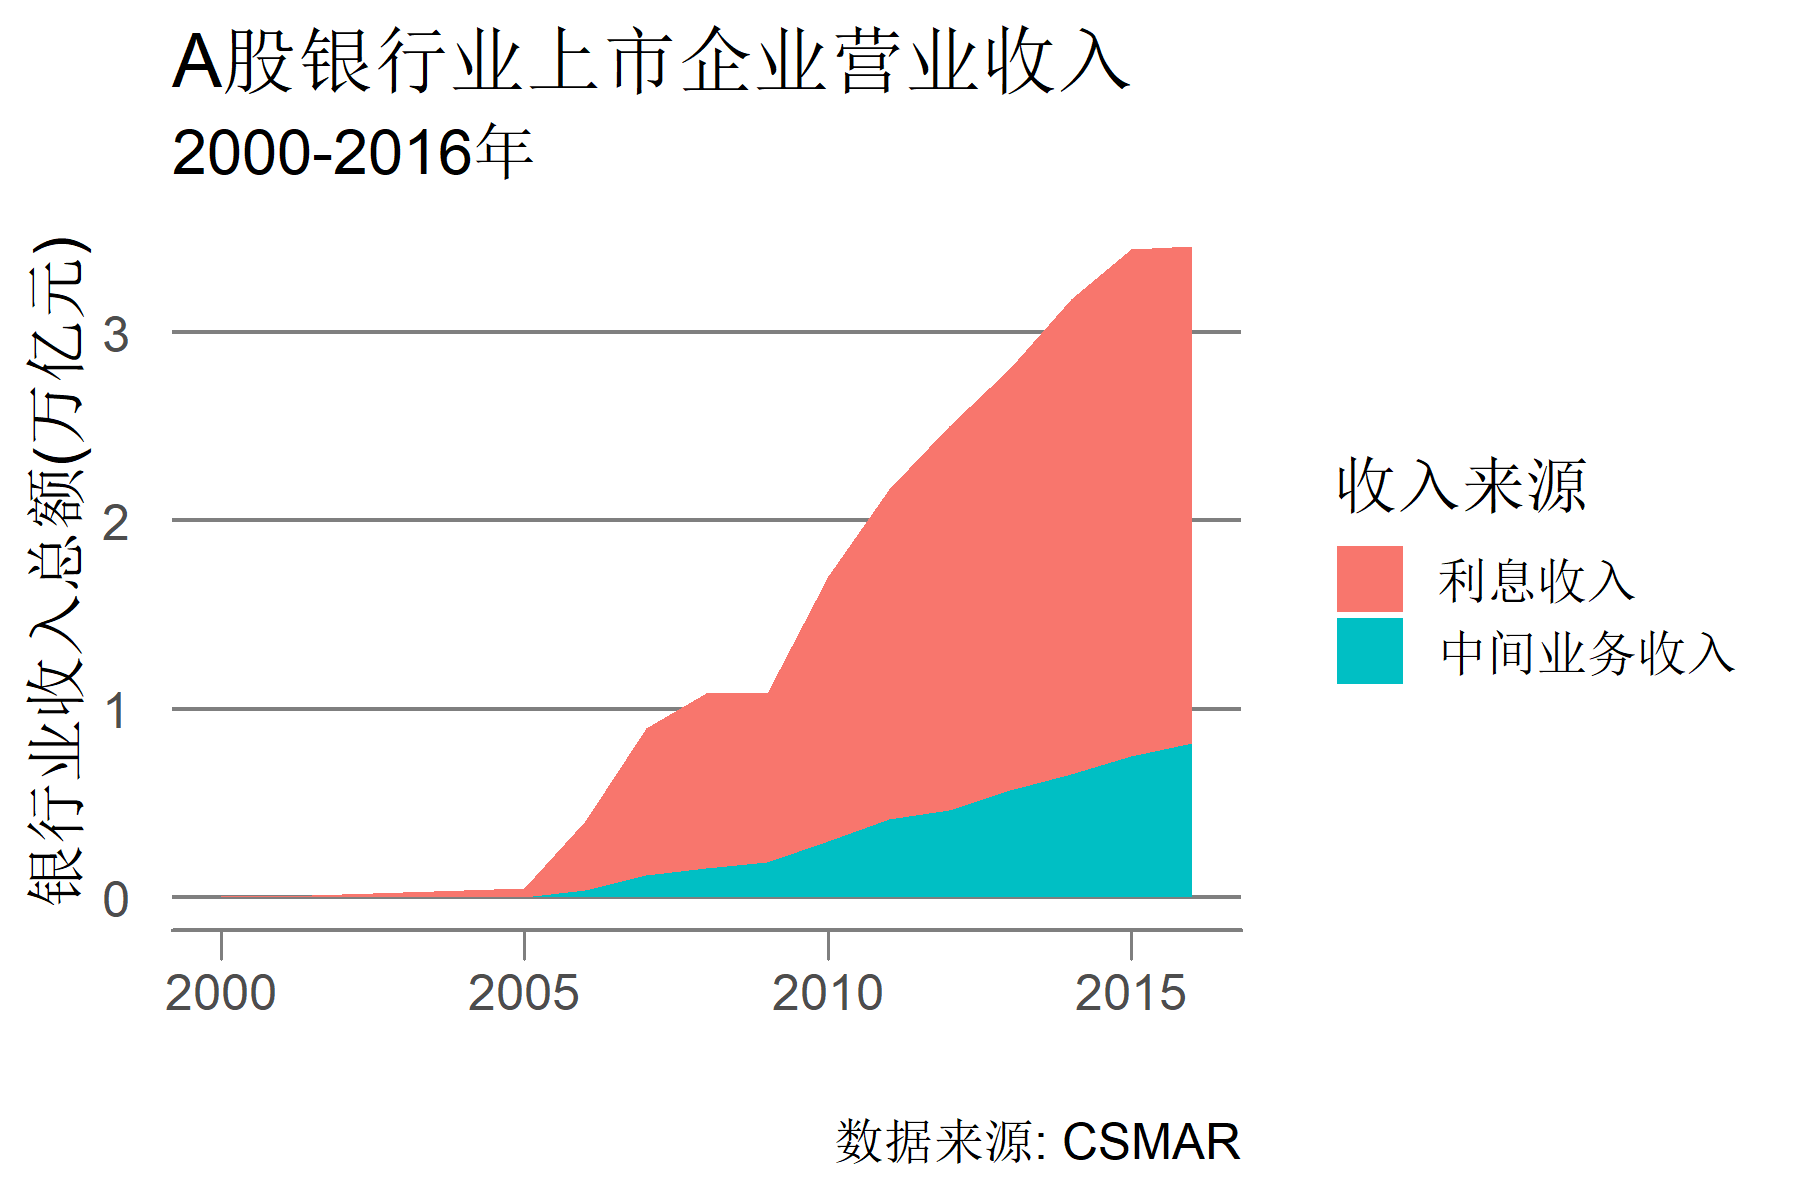 A股银行业上市企业营业收入
2000-2016年
银行业收入总额(万亿元)
3
2
1
0
2000 2005 2010 2015
收入来源
利息收入
中间业务收入
数据来源: CSMAR